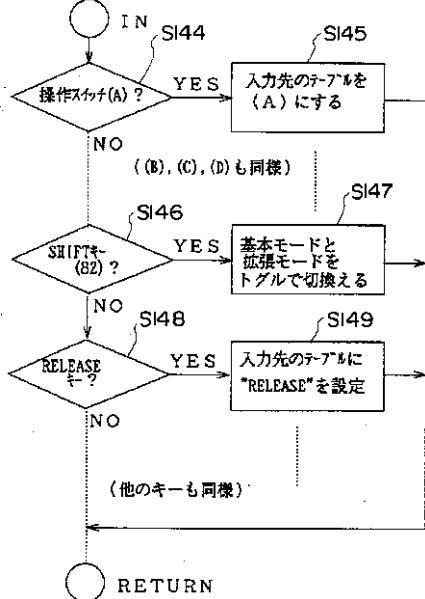 IN
S144
S145
操作スイッチ(A)?
YES
入力先のテーブルを
(A)にする
NO
((B),(C),(D)も同様)
S146
S147
SHIFTキー
(82)?
YES
基本モードと
拡張モードを
トグルで切換える
NO
S148
S149
RELEASE
キー?
YES
入力先のテーブルに
"RELEASE"を設定
NO
(他のキーも同様)
RETURN